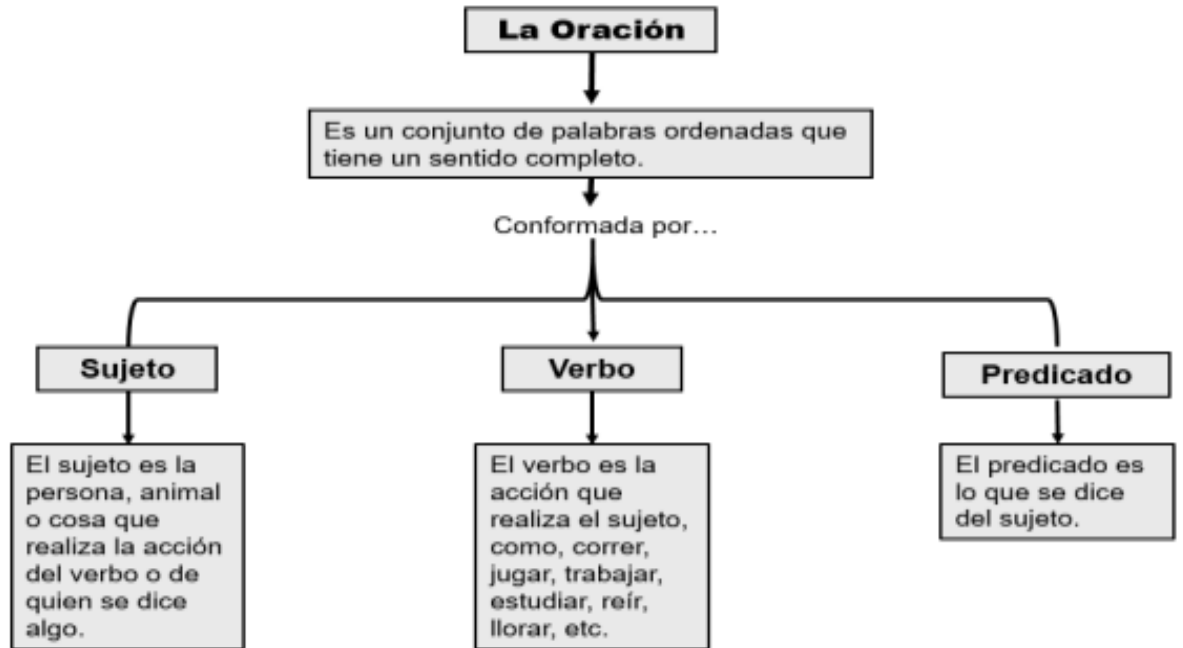 La Oración
Es un conjunto de palabras ordenadas que
tiene un sentido completo.
Conformada por...
Sujeto
El sujeto es la
persona, animal
o cosa que
realiza la acción
del verbo o de
quien se dice
algo.
Verbo
El verbo es la
acción que
realiza el sujeto,
como, correr,
jugar, trabajar,
estudiar, reír,
llorar, etc.
Predicado
El predicado es
lo que se dice
del sujeto.